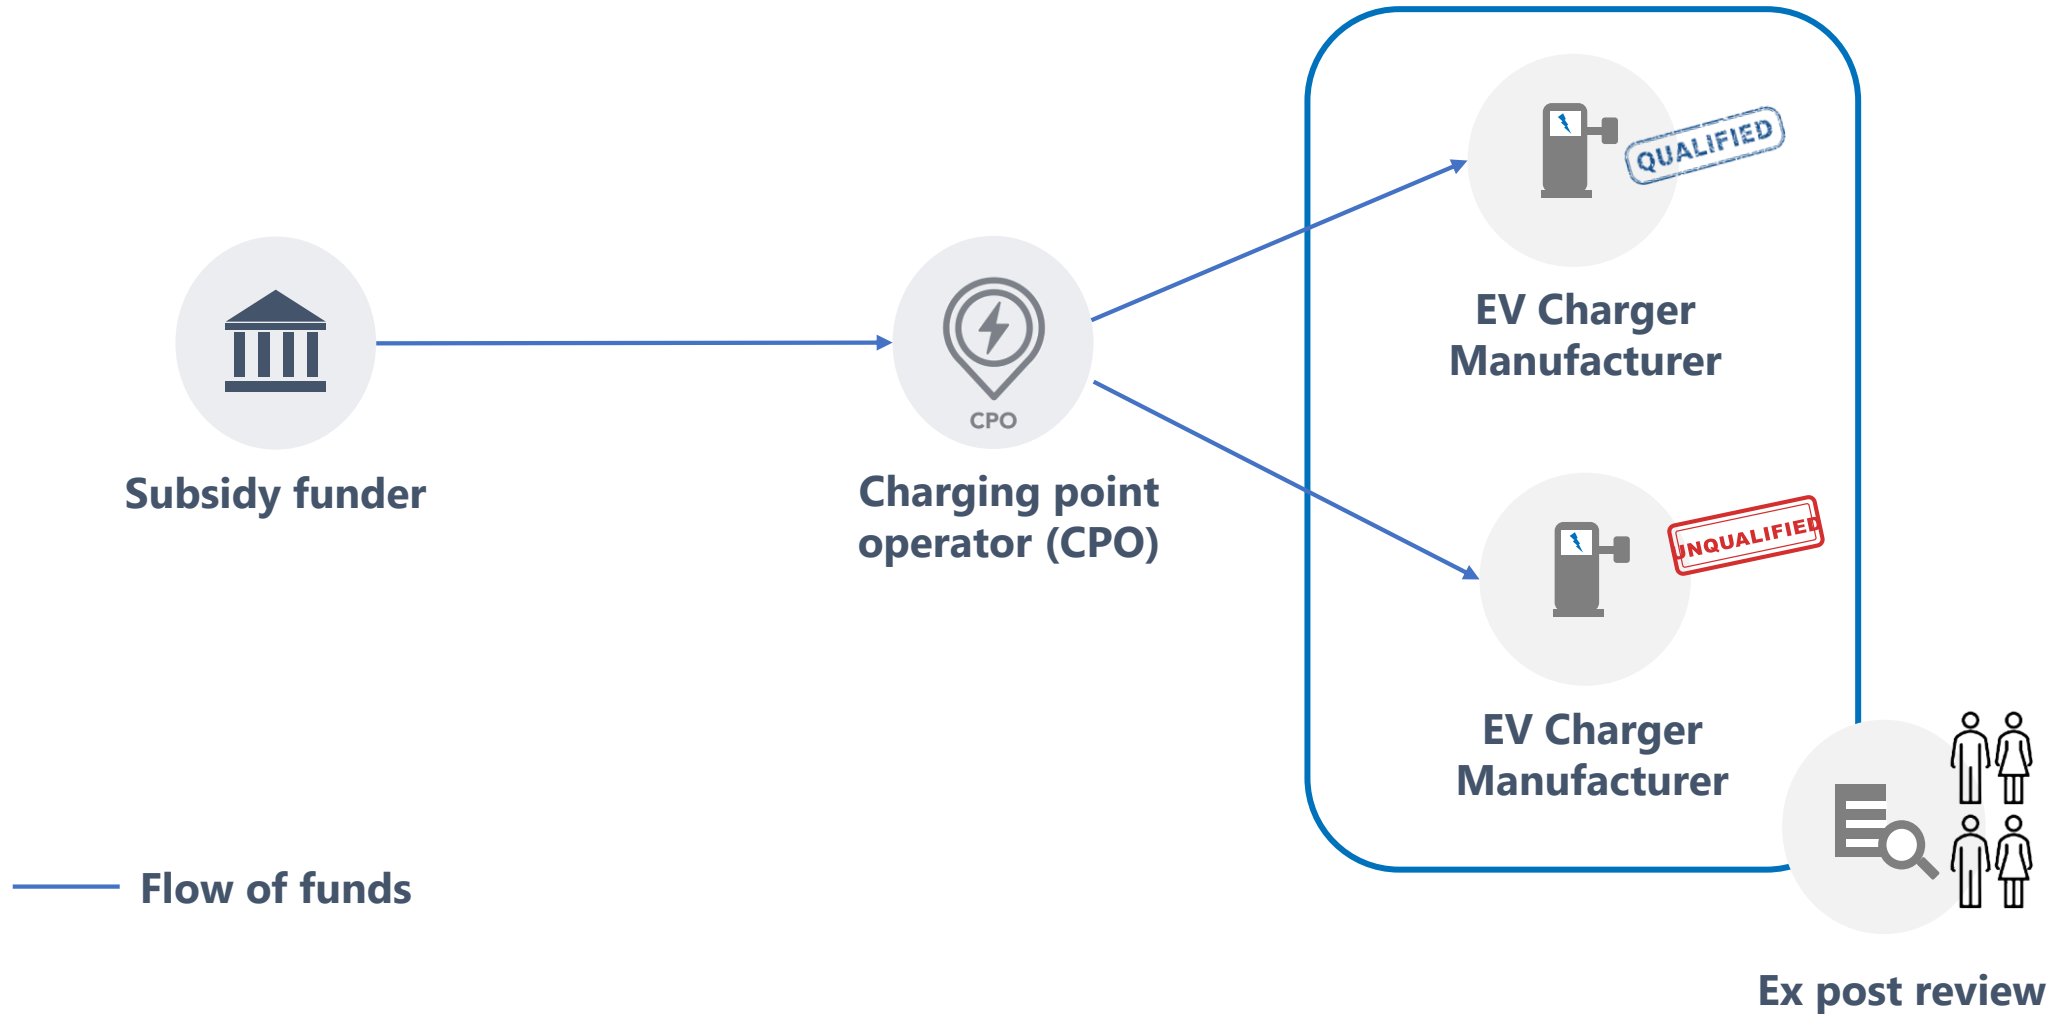 QUALIFIED
EV Charger
Manufacturer
CPO
Subsidy funder
Charging point
operator (CPO)
UNQUALIFIED
EV Charger
Manufacturer
Flow of funds
Ex post review